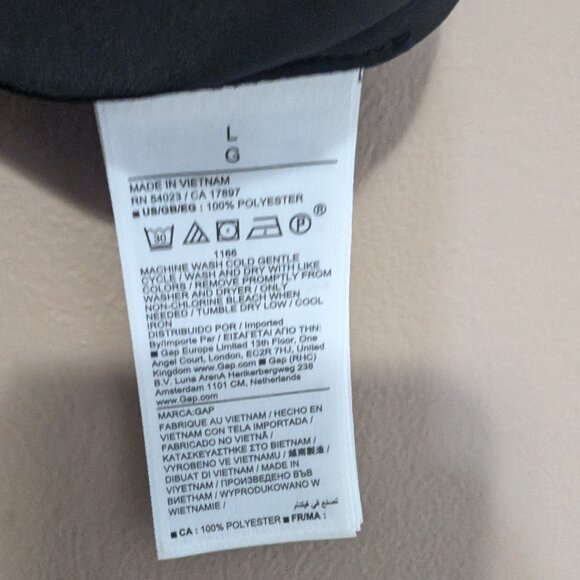 L
G
MADE IN VIETNAM
RN 54023 / CA 17897
■ US/GB/EG : 100% POLYESTER
30 P ®
1166
MACHINE WASH COLD GENTLE
CYCLE / WASH AND DRY WITH LIKE
COLORS / REMOVE PROMPTLY FROM
WASHER AND DRYER / ONLY
NON-CHLORINE BLEACH WHEN
NEEDED / TUMBLE DRY LOW / COOL
IRON
DISTRIBUIDO POR / Imported
By/Importe Par / ΕΙΣΑΓΕΤΑΙ ΑΠΟ ΤΗΝ:
■ Gap Europe Limited 13th Floor, One
Angel Court, London, EC2R 7HJ, United
Kingdom www.Gap.com ■ Gap (RHC)
B.V. Luna ArenA Herikerbergweg 238
Amsterdam 1101 CM, Netherlands
www.Gap.com
MARCA:GAP
FABRIQUE AU VIETNAM / HECHO EN
VIETNAM CON TELA IMPORTADA /
FABRICADO NO VIETNÃ /
ΚΑΤΑΣΚΕΥΑΣΤΗΚΕ ΣΤΟ ΒΙΕΤΝΑΜ /
VYROBENO VE VIETNAMU / 越南製造 /
DIBUAT DI VIETNAM / MADE IN
VIYETNAM / ПРОИЗВЕДЕНО ВЪВ
ВИЕТНАМ / WYPRODUKOWANO W
WIETNAMIE / صنع في فيتنام
■ CA : 100% POLYESTER ■ FR/MA :